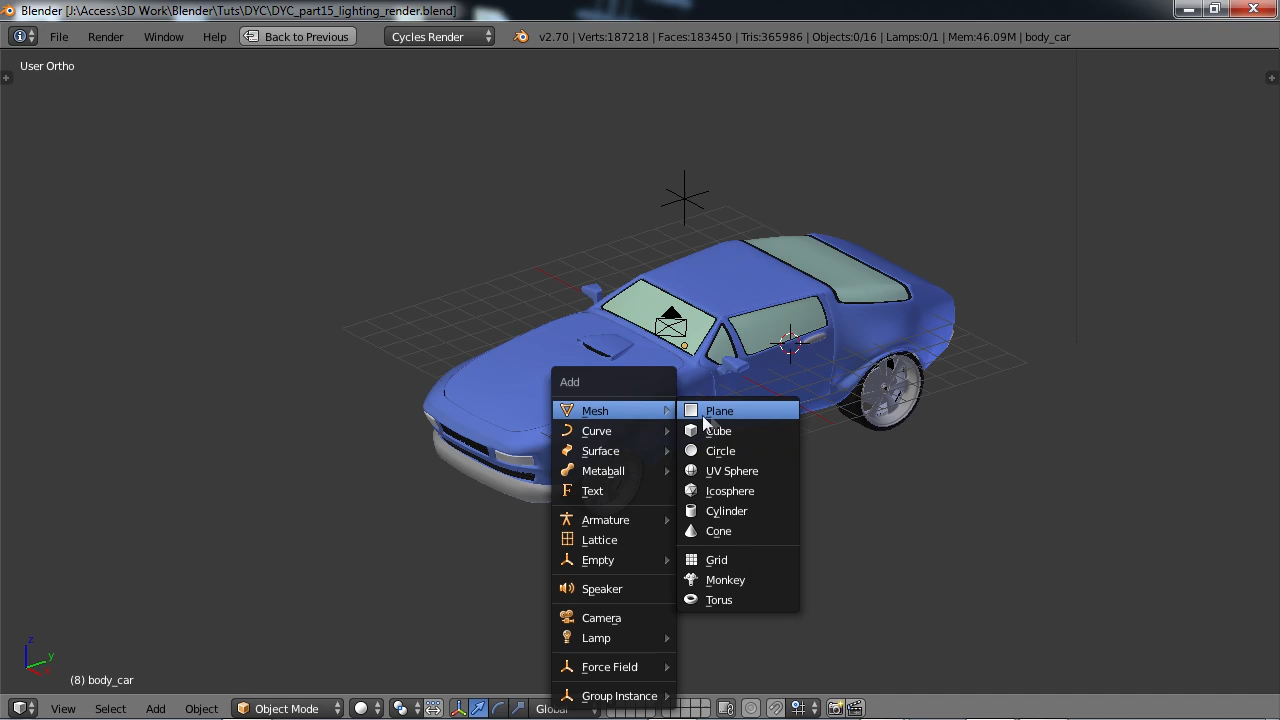 Blender [J:\Access\3D Work\Blender\Tuts\DYC\DYC_part15_lighting_render.blend]
File Render Window Help Back to Previous Cycles Render v2.70 | Verts:187218 | Faces:183450 | Tris:365986 | Objects:0/16 | Lamps:0/1 | Mem:46.09M | body_car
User Ortho
Add
Mesh
Curve
Surface
Metaball
Text
Armature
Lattice
Empty
Speaker
Camera
Lamp
Force Field
Group Instance
Plane
Cube
Circle
UV Sphere
Icosphere
Cylinder
Cone
Grid
Monkey
Torus
z
y
(8) body_car
View Select Add Object Object Mode Global